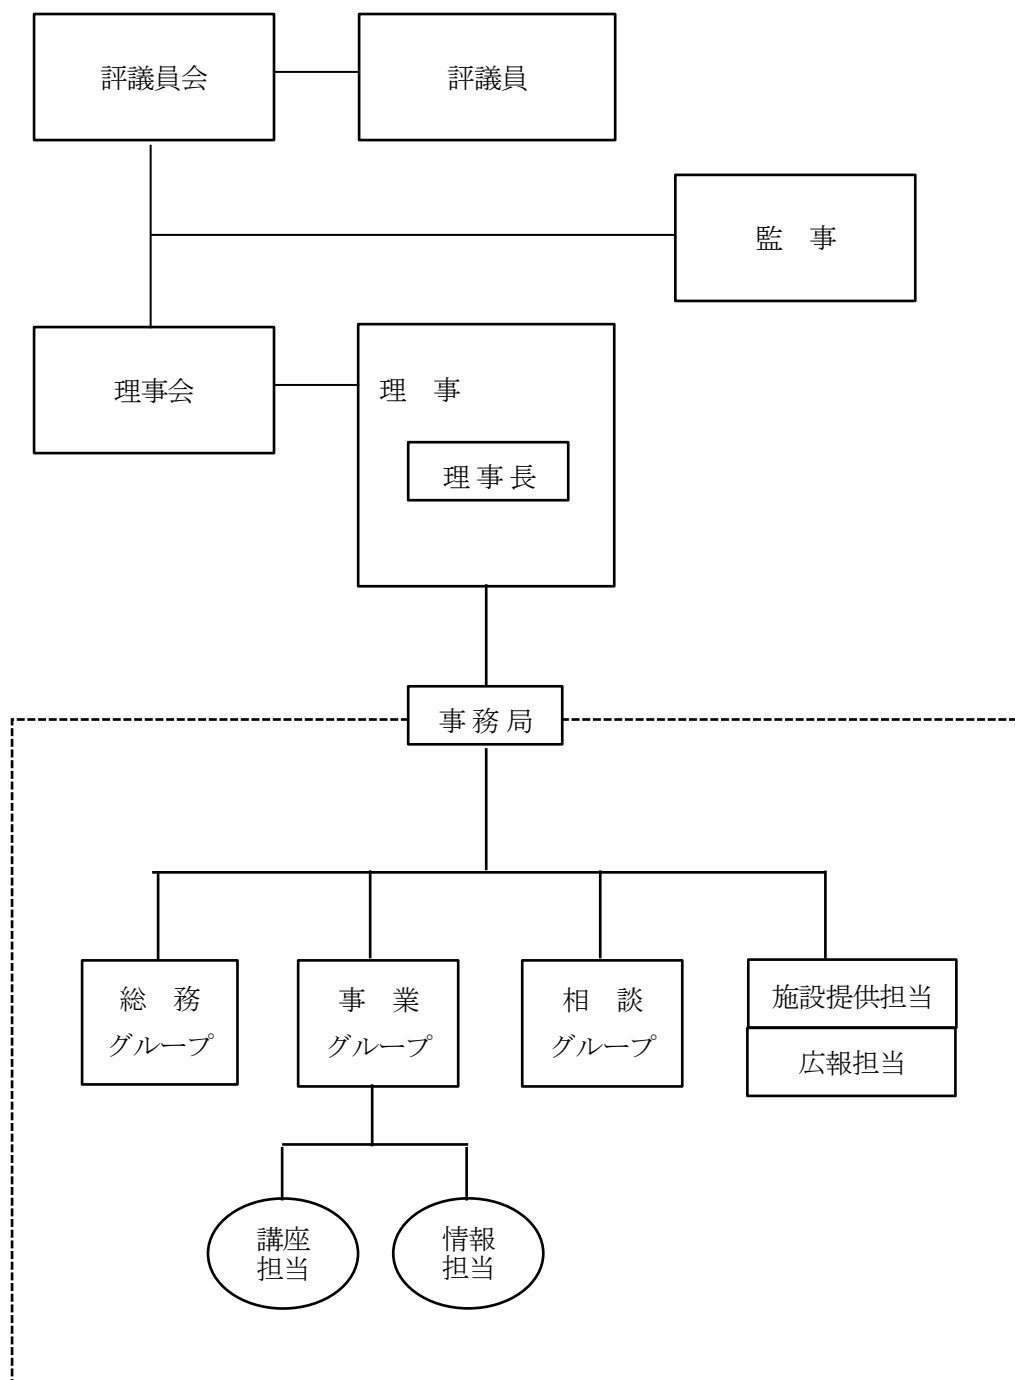 評議員会
評議員
監　事
理事会
理　事
理 事 長
事 務 局
総　務
グループ
事　業
グループ
相　談
グループ
施設提供担当
広報担当
講座
担当
情報
担当